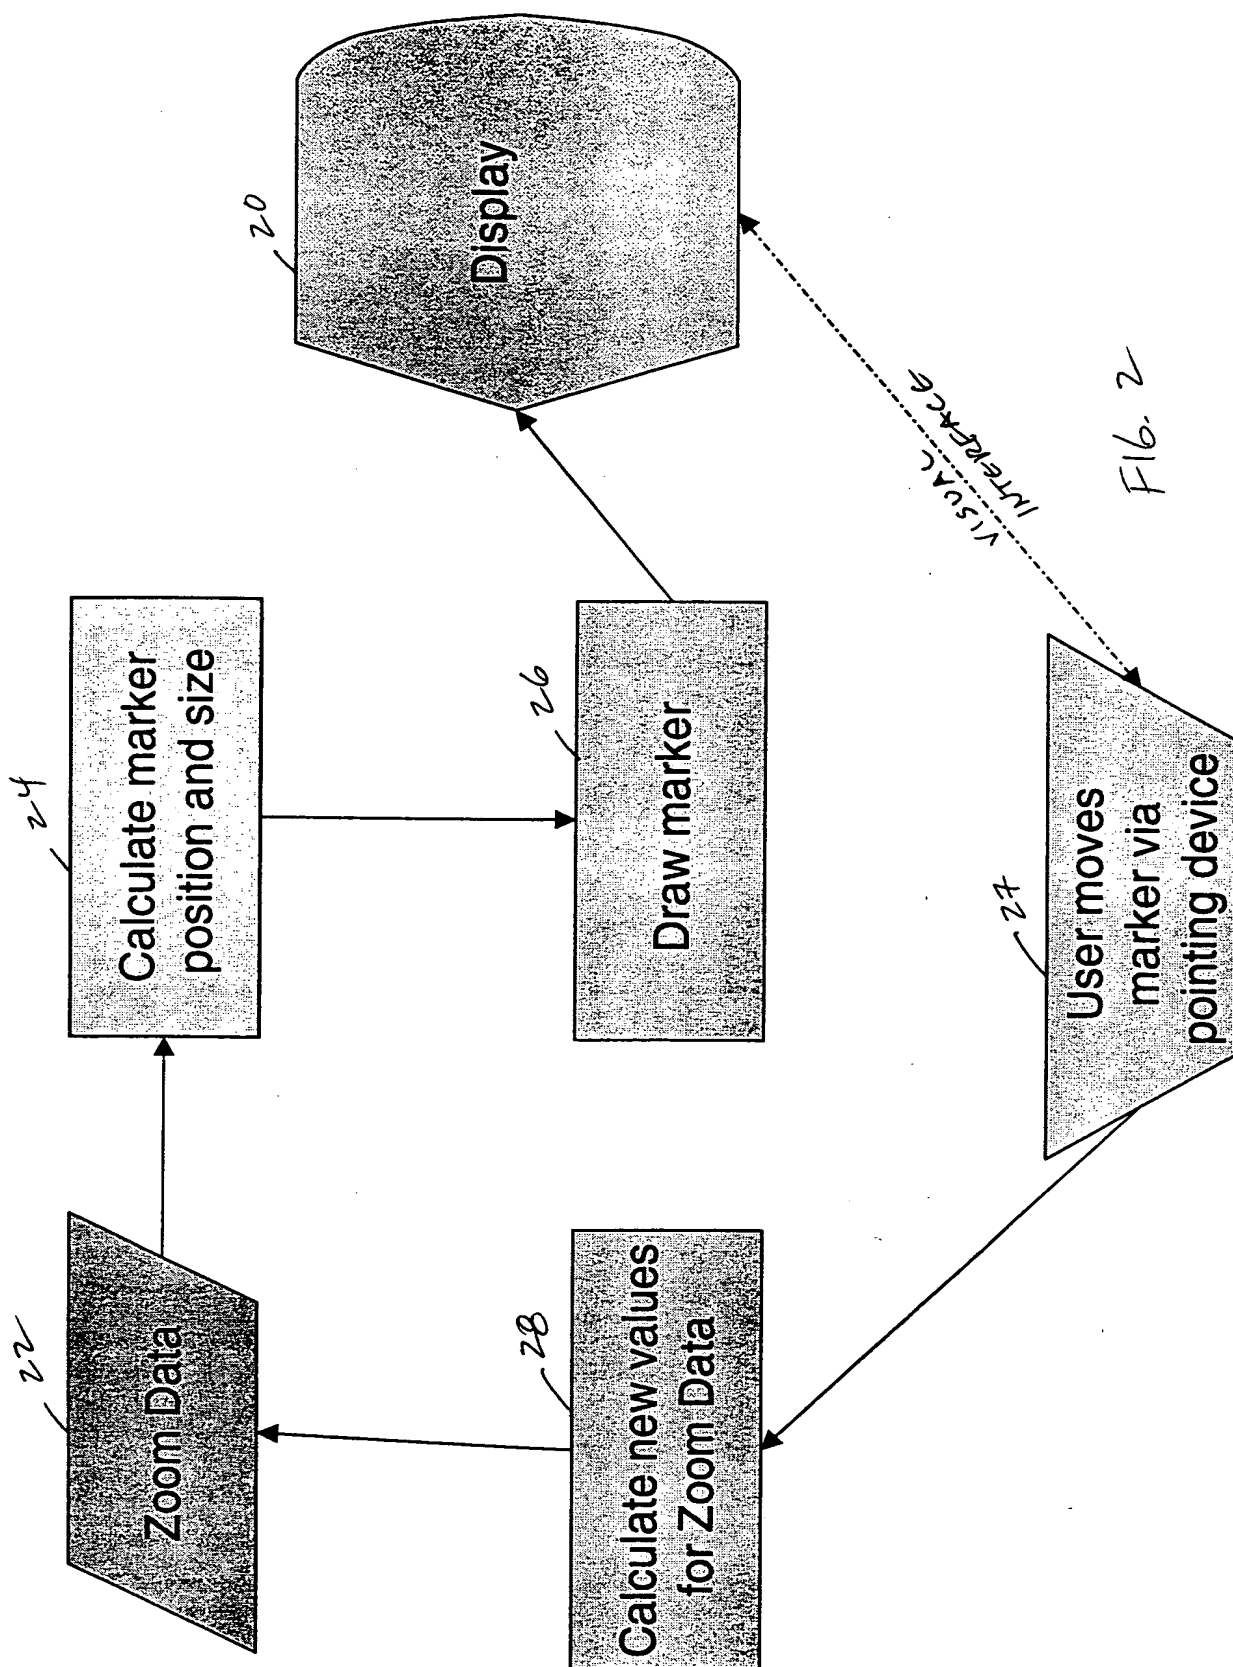 22
Zoom Data
24
Calculate marker
position and size
20
Display
28
Calculate new values
for Zoom Data
26
Draw marker
VISUAL
INTERFACE
27
User moves
marker via
pointing device
FIG. 2